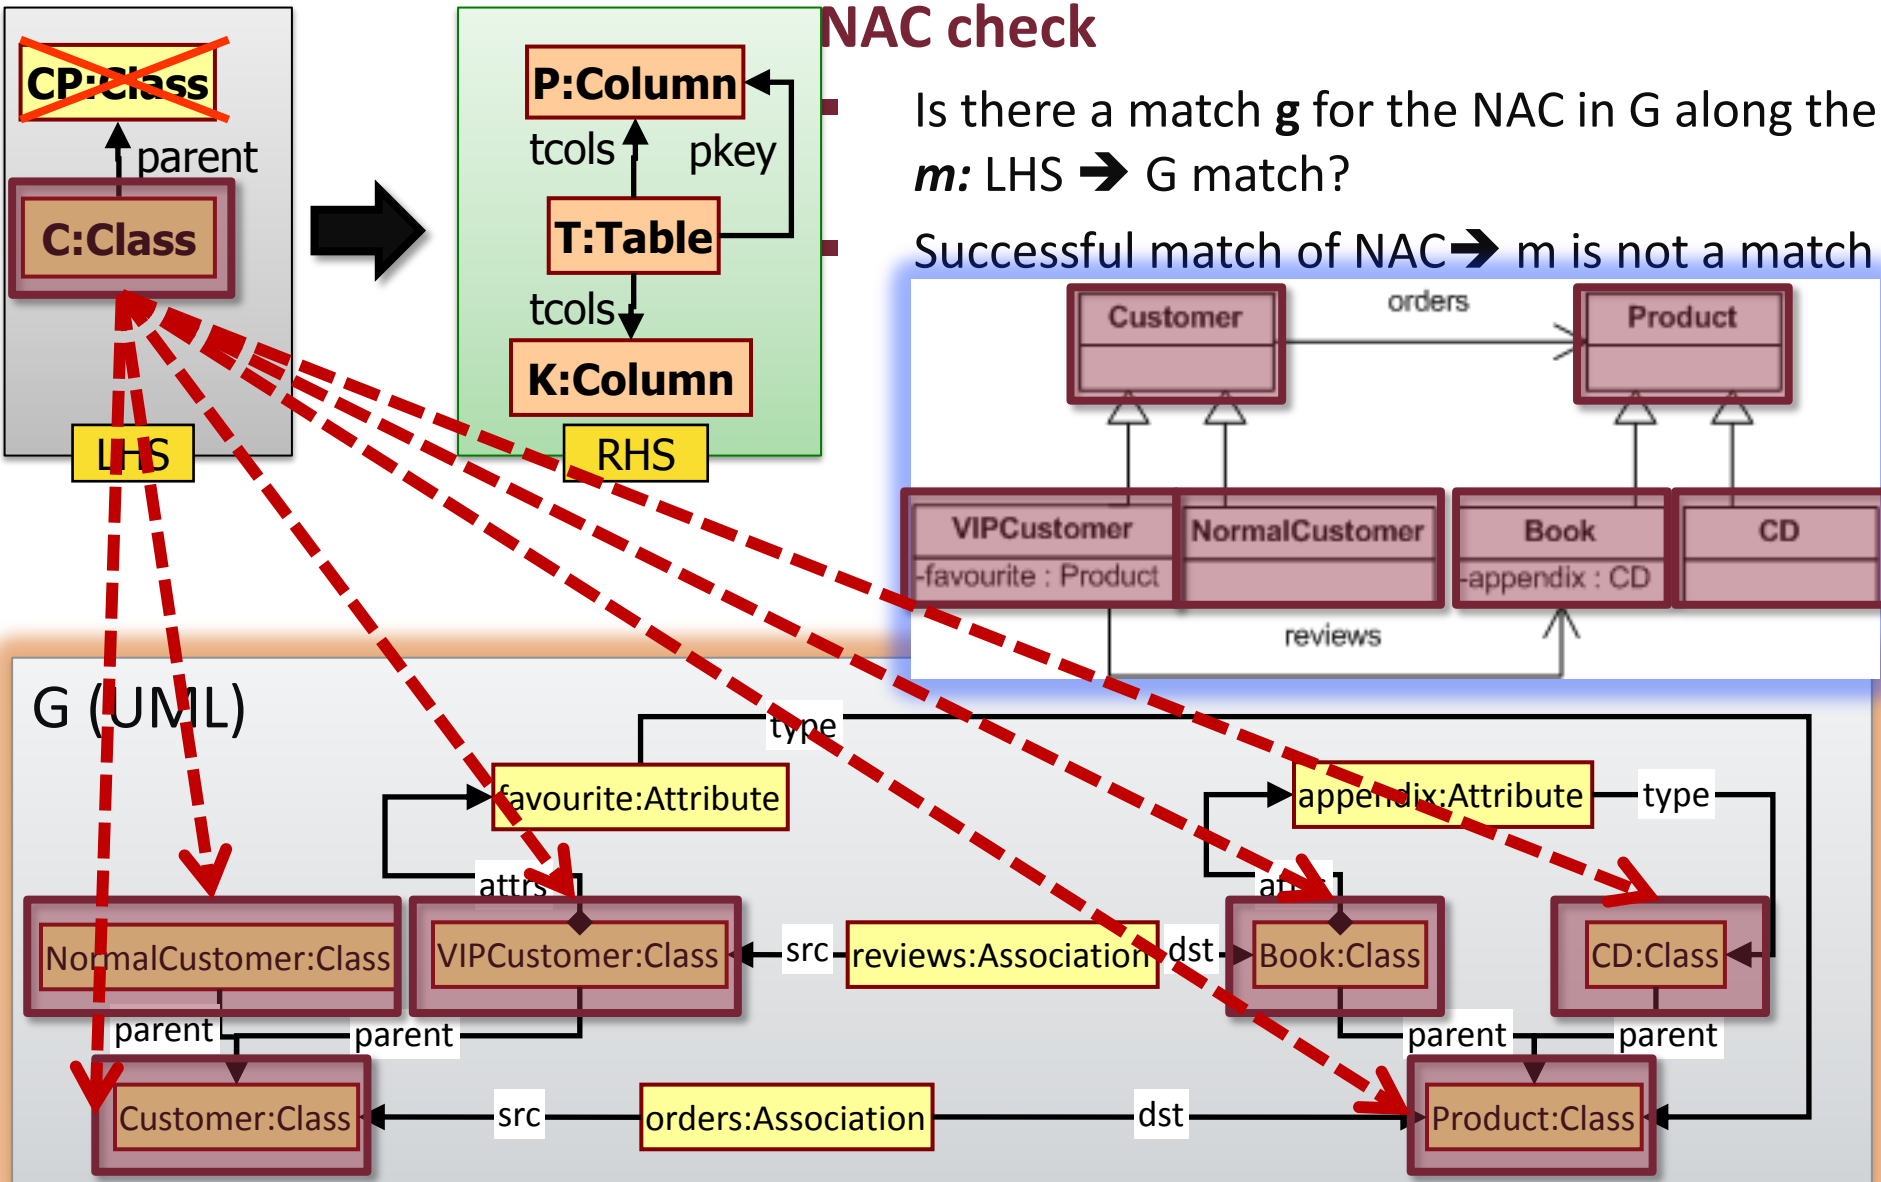 NAC check
Is there a match g for the NAC in G along the
m: LHS ➔ G match?
Successful match of NAC➔ m is not a match
CP:Class
parent
C:Class
LHS
P:Column
tcols
pkey
T:Table
tcols
K:Column
RHS
Customer
orders
Product
VIPCustomer
-favourite : Product
NormalCustomer
Book
-appendix : CD
CD
reviews
G (UML)
type
favourite:Attribute
appendix:Attribute
type
attrs
attrs
NormalCustomer:Class
VIPCustomer:Class
src
reviews:Association
dst
Book:Class
CD:Class
parent
parent
parent
parent
Customer:Class
src
orders:Association
dst
Product:Class